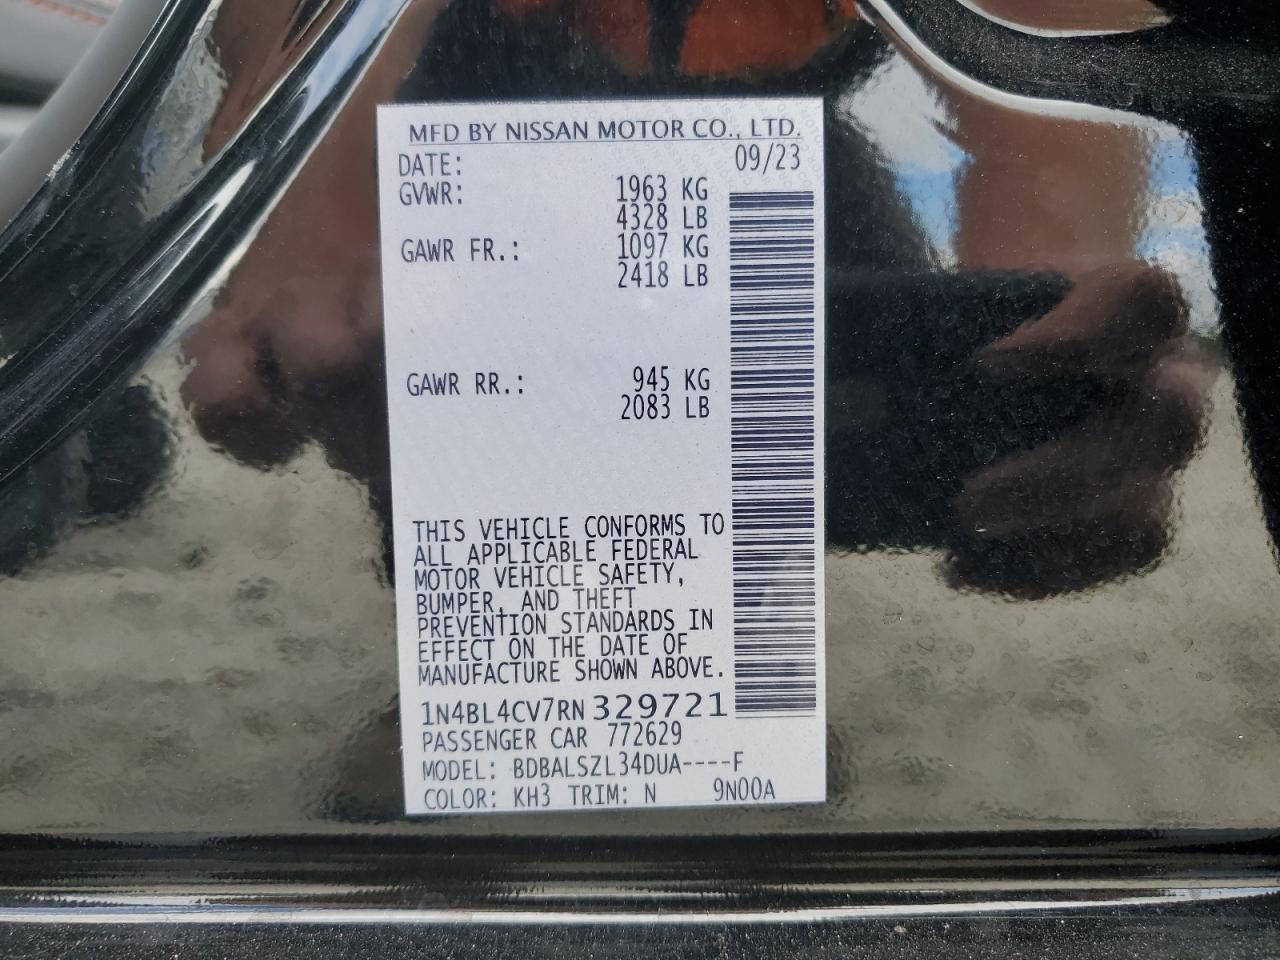 MFD BY NISSAN MOTOR CO., LTD.
DATE: 09/23
GVWR: 1963 KG
4328 LB
GAWR FR.: 1097 KG
2418 LB
GAWR RR.: 945 KG
2083 LB
THIS VEHICLE CONFORMS TO
ALL APPLICABLE FEDERAL
MOTOR VEHICLE SAFETY,
BUMPER, AND THEFT
PREVENTION STANDARDS IN
EFFECT ON THE DATE OF
MANUFACTURE SHOWN ABOVE.
1N4BL4CV7RN329721
PASSENGER CAR 772629
MODEL: BDBALSZL34DUA----F
COLOR: KH3 TRIM: N 9N00A